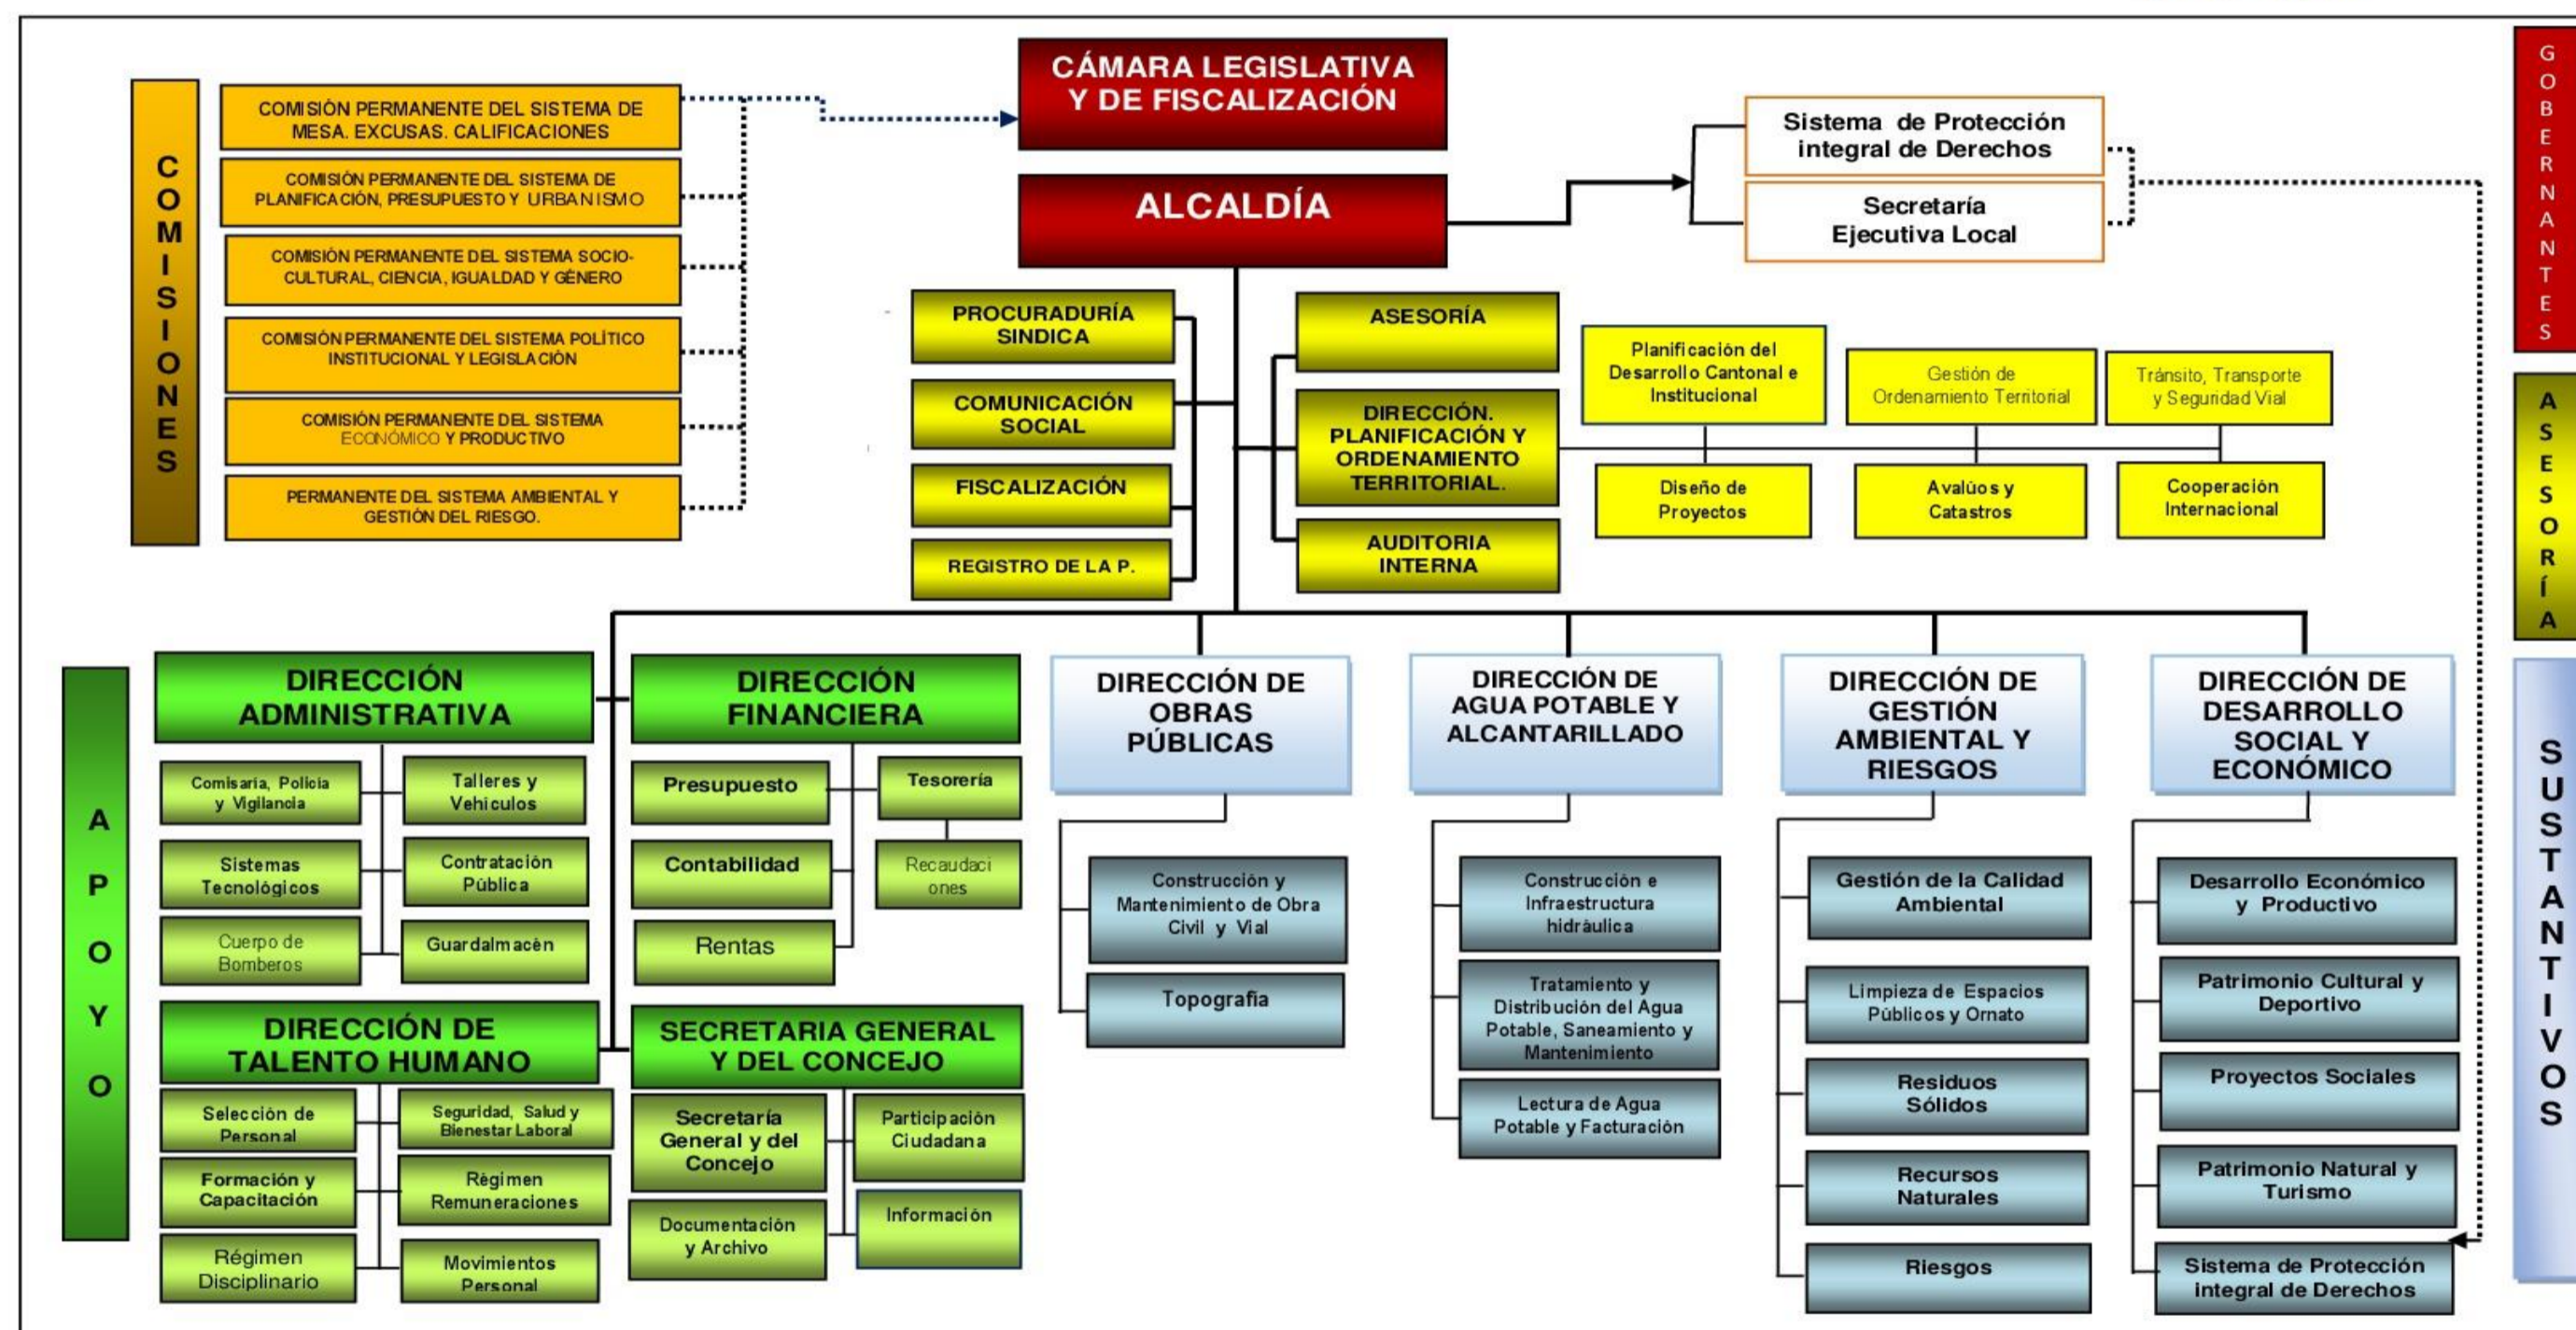 CÁMARA LEGISLATIVA
Y DE FISCALIZACIÓN
ALCALDÍA
Sistema de Protección
integral de Derechos
Secretaría
Ejecutiva Local
GOBERNANTES
COMISIONES
COMISIÓN PERMANENTE DEL SISTEMA DE
MESA. EXCUSAS. CALIFICACIONES
COMISIÓN PERMANENTE DEL SISTEMA DE
PLANIFICACIÓN, PRESUPUESTO Y URBANISMO
COMISIÓN PERMANENTE DEL SISTEMA SOCIO-
CULTURAL, CIENCIA, IGUALDAD Y GÉNERO
COMISIÓN PERMANENTE DEL SISTEMA POLÍTICO
INSTITUCIONAL Y LEGISLACIÓN
COMISIÓN PERMANENTE DEL SISTEMA
ECONÓMICO Y PRODUCTIVO
PERMANENTE DEL SISTEMA AMBIENTAL Y
GESTIÓN DEL RIESGO.
PROCURADURÍA
SINDICA
COMUNICACIÓN
SOCIAL
FISCALIZACIÓN
REGISTRO DE LA P.
ASESORÍA
DIRECCIÓN.
PLANIFICACIÓN Y
ORDENAMIENTO
TERRITORIAL.
AUDITORIA
INTERNA
Planificación del
Desarrollo Cantonal e
Institucional
Gestión de
Ordenamiento Territorial
Tránsito, Transporte
y Seguridad Vial
Diseño de
Proyectos
Avalúos y
Catastros
Cooperación
Internacional
ASESORÍA
APOYO
DIRECCIÓN
ADMINISTRATIVA
Comisaría, Policía
y Vigilancia
Talleres y
Vehículos
Sistemas
Tecnológicos
Contratación
Pública
Cuerpo de
Bomberos
Guardalmacén
DIRECCIÓN
FINANCIERA
Presupuesto
Tesorería
Contabilidad
Recaudaci
ones
Rentas
DIRECCIÓN DE
TALENTO HUMANO
Selección de
Personal
Seguridad, Salud y
Bienestar Laboral
Formación y
Capacitación
Régimen
Remuneraciones
Régimen
Disciplinario
Movimientos
Personal
SECRETARIA GENERAL
Y DEL CONCEJO
Secretaría
General y del
Concejo
Participación
Ciudadana
Documentación
y Archivo
Información
DIRECCIÓN DE
OBRAS
PÚBLICAS
Construcción y
Mantenimiento de Obra
Civil y Vial
Topografía
DIRECCIÓN DE
AGUA POTABLE Y
ALCANTARILLADO
Construcción e
Infraestructura
hidráulica
Tratamiento y
Distribución del Agua
Potable, Saneamiento y
Mantenimiento
Lectura de Agua
Potable y Facturación
DIRECCIÓN DE
GESTIÓN
AMBIENTAL Y
RIESGOS
Gestión de la Calidad
Ambiental
Limpieza de Espacios
Públicos y Ornato
Residuos
Sólidos
Recursos
Naturales
Riesgos
DIRECCIÓN DE
DESARROLLO
SOCIAL Y
ECONÓMICO
Desarrollo Económico
y Productivo
Patrimonio Cultural y
Deportivo
Proyectos Sociales
Patrimonio Natural y
Turismo
Sistema de Protección
integral de Derechos
SUSTANTIVOS